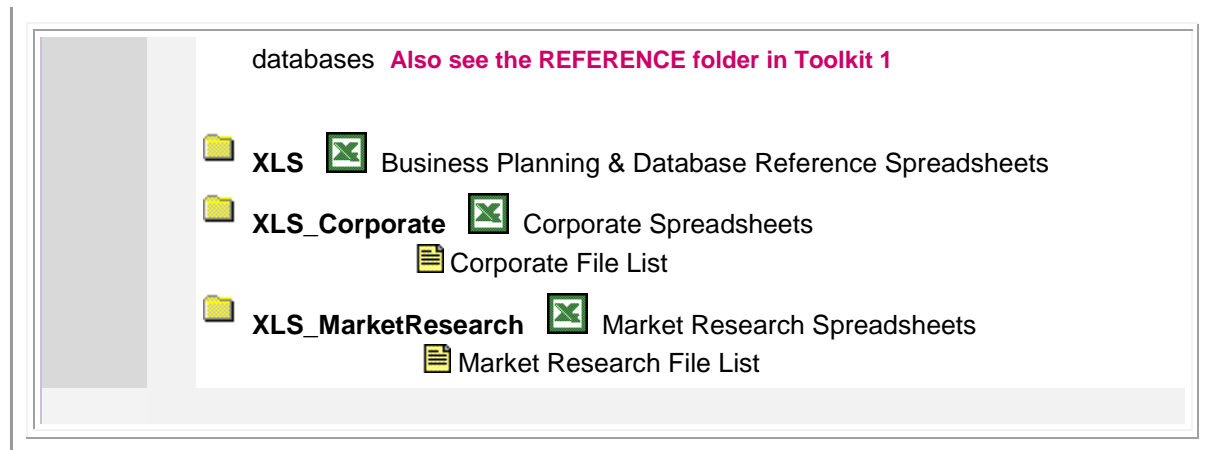 databases Also see the REFERENCE folder in Toolkit 1
XLS Business Planning & Database Reference Spreadsheets
XLS_Corporate Corporate Spreadsheets
Corporate File List
XLS_MarketResearch Market Research Spreadsheets
Market Research File List